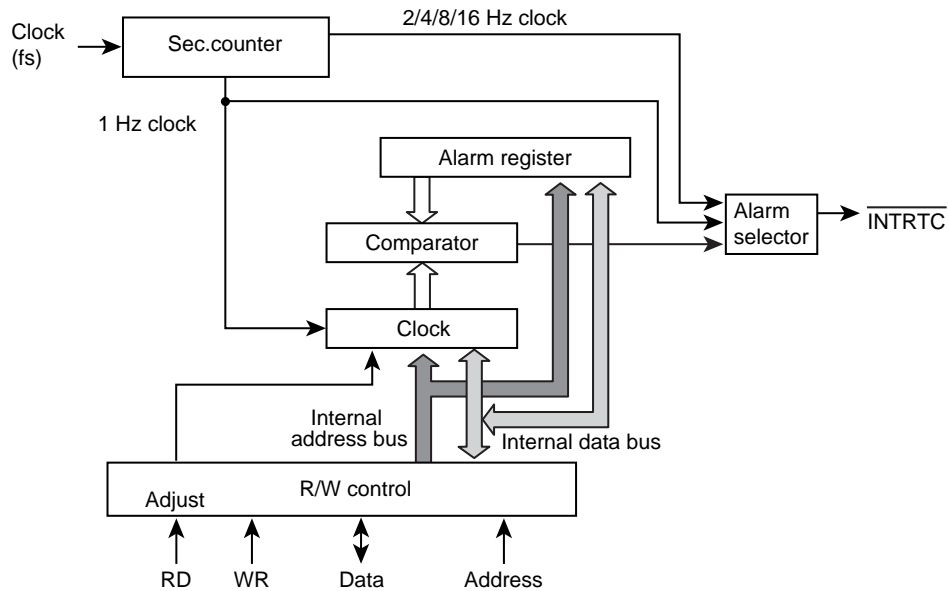 2/4/8/16 Hz clock
Clock
(fs)
Sec.counter
1 Hz clock
Alarm register
Alarm
selector
INTRTC
Comparator
Clock
Internal
address bus
Internal data bus
R/W control
Adjust
RD
WR
Data
Address